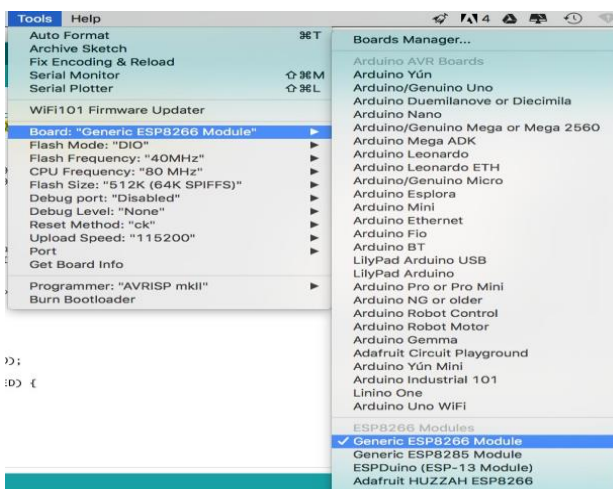 Tools Help
4
Auto Format ⌘T
Archive Sketch
Fix Encoding & Reload
Serial Monitor ⇧⌘M
Serial Plotter ⇧⌘L
WiFi101 Firmware Updater
Board: "Generic ESP8266 Module"
Flash Mode: "DIO"
Flash Frequency: "40MHz"
CPU Frequency: "80 MHz"
Flash Size: "512K (64K SPIFFS)"
Debug port: "Disabled"
Debug Level: "None"
Reset Method: "ck"
Upload Speed: "115200"
Port
Get Board Info
Programmer: "AVRISP mkII"
Burn Bootloader
Boards Manager...
Arduino AVR Boards
Arduino Yún
Arduino/Genuino Uno
Arduino Duemilanove or Diecimila
Arduino Nano
Arduino/Genuino Mega or Mega 2560
Arduino Mega ADK
Arduino Leonardo
Arduino Leonardo ETH
Arduino/Genuino Micro
Arduino Esplora
Arduino Mini
Arduino Ethernet
Arduino Fio
Arduino BT
LilyPad Arduino USB
LilyPad Arduino
Arduino Pro or Pro Mini
Arduino NG or older
Arduino Robot Control
Arduino Robot Motor
Arduino Gemma
Adafruit Circuit Playground
Arduino Yún Mini
Arduino Industrial 101
Linino One
Arduino Uno WiFi
ESP8266 Modules
✓ Generic ESP8266 Module
Generic ESP8285 Module
ESPDuino (ESP-13 Module)
Adafruit HUZZAH ESP8266
);
ED) {